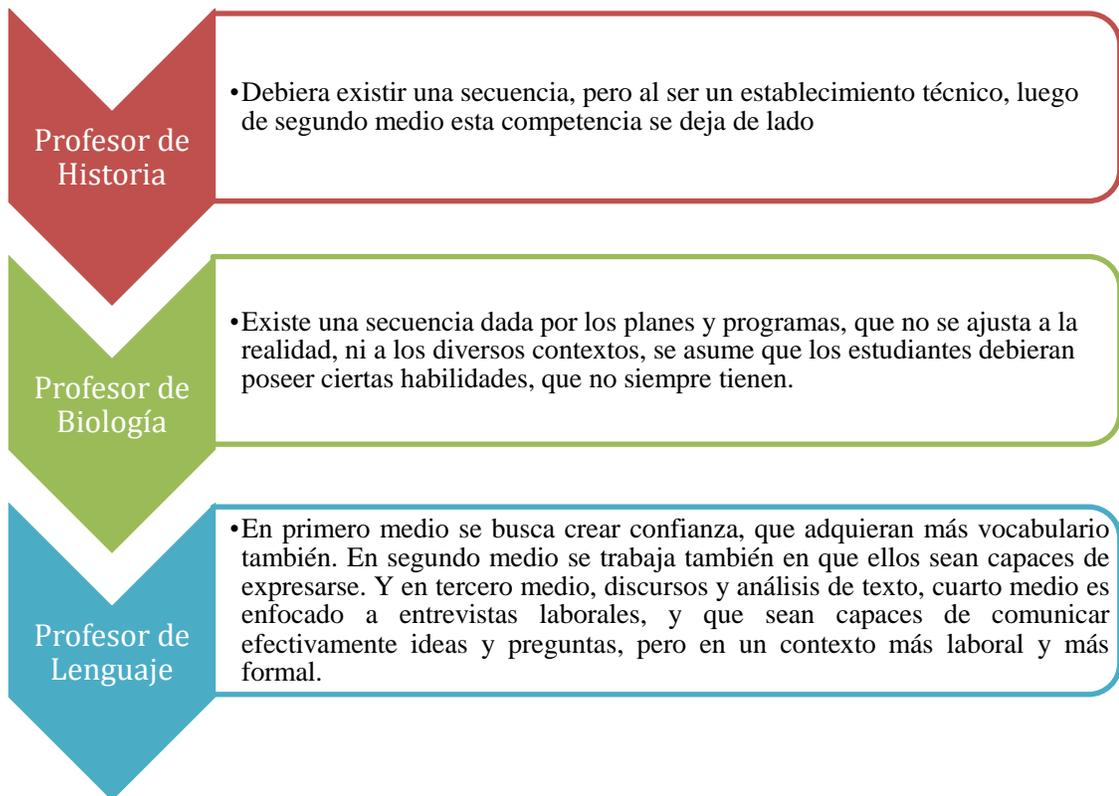 Profesor de
Historia
•Debiera existir una secuencia, pero al ser un establecimiento técnico, luego
de segundo medio esta competencia se deja de lado
Profesor de
Biología
•Existe una secuencia dada por los planes y programas, que no se ajusta a la
realidad, ni a los diversos contextos, se asume que los estudiantes debieran
poseer ciertas habilidades, que no siempre tienen.
Profesor de
Lenguaje
•En primero medio se busca crear confianza, que adquieran más vocabulario
también. En segundo medio se trabaja también en que ellos sean capaces de
expresarse. Y en tercero medio, discursos y análisis de texto, cuarto medio es
enfocado a entrevistas laborales, y que sean capaces de comunicar
efectivamente ideas y preguntas, pero en un contexto más laboral y más
formal.